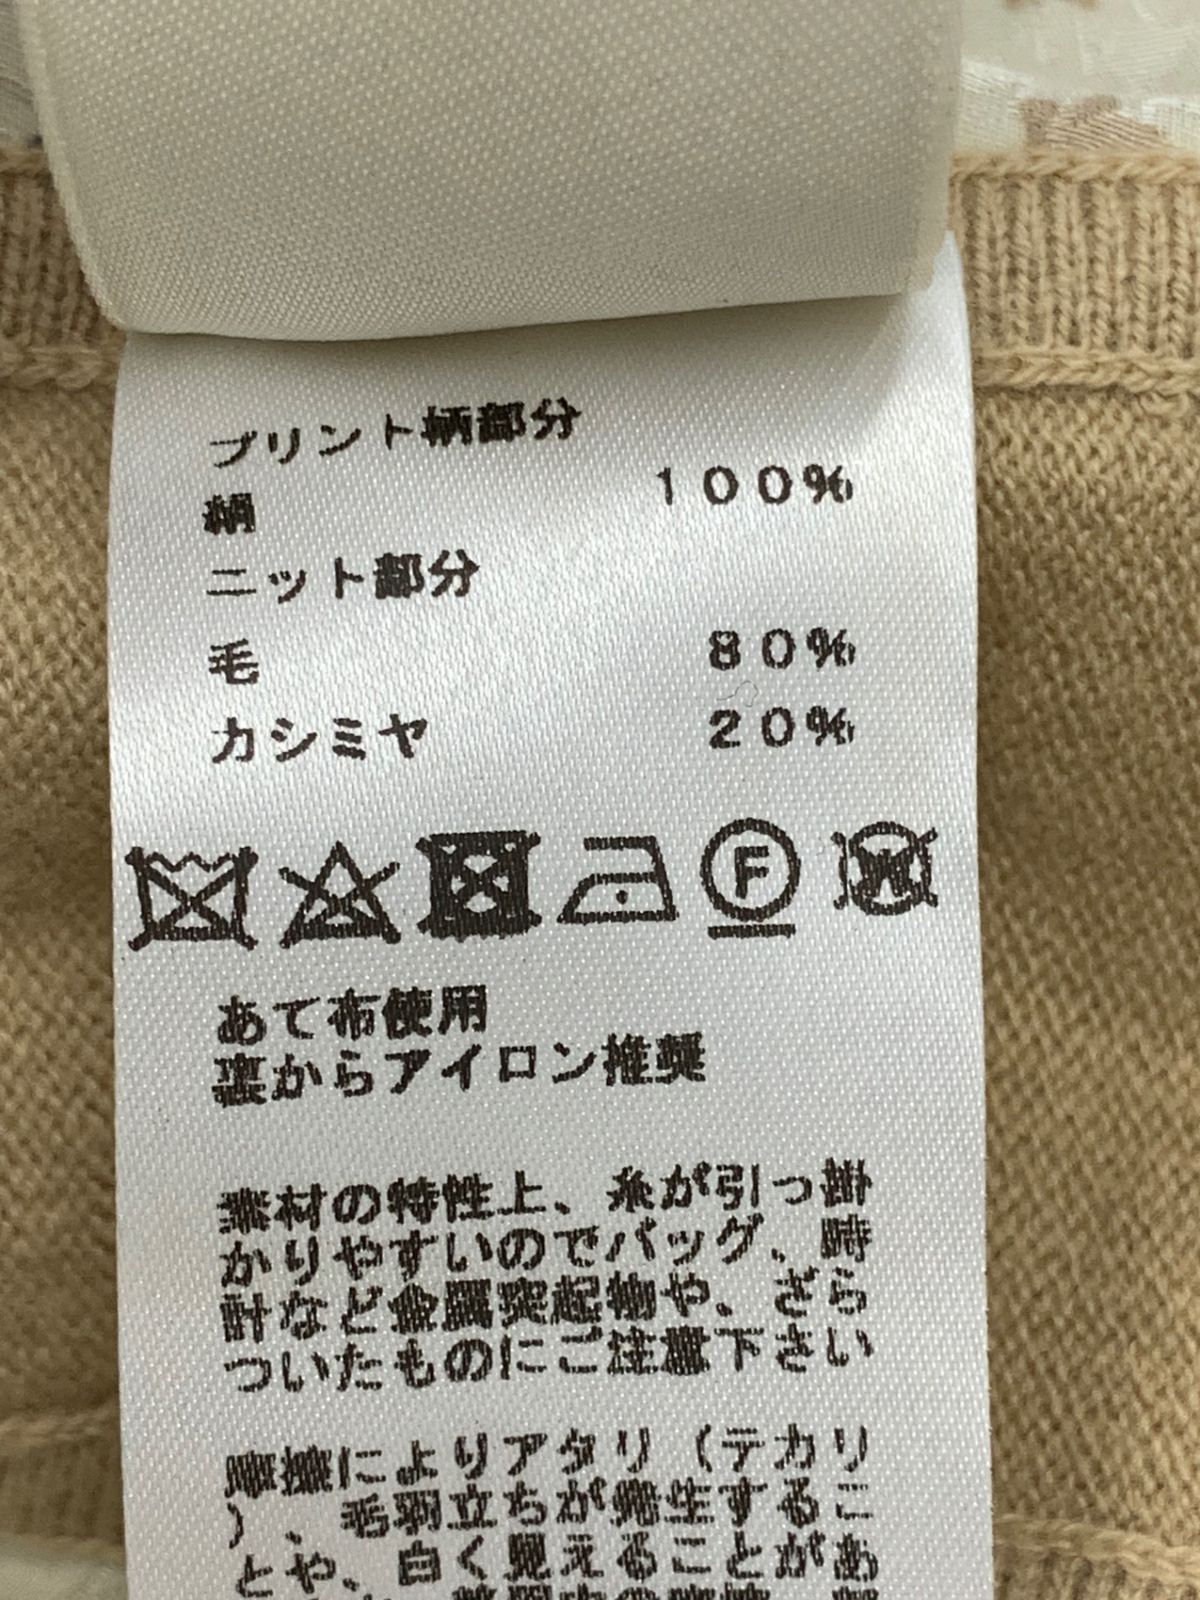 プリント柄部分
絹 100%
ニット部分
毛 80%
カシミヤ 20%
F W
あて布使用
裏からアイロン推奨
素材の特性上、糸が引っ掛
かりやすいのでバッグ、時
計など金属突起物や、ざら
ついたものにご注意下さい
摩擦によりアタリ（テカリ
）、毛羽立ちが発生するこ
とや、白く見えることがあ